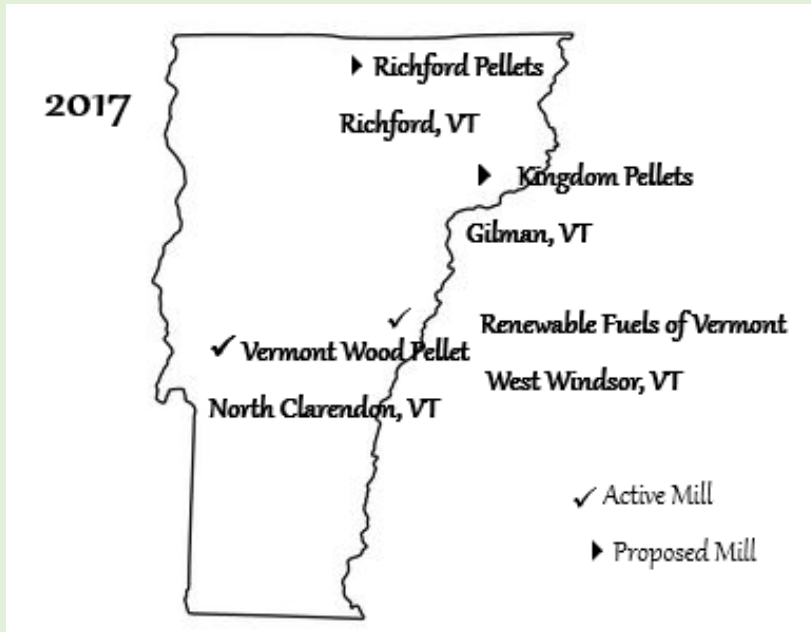 2017
Richford Pellets
Richford, VT
Kingdom Pellets
Gilman, VT
Renewable Fuels of Vermont
West Windsor, VT
Vermont Wood Pellet
North Clarendon, VT
Active Mill
Proposed Mill